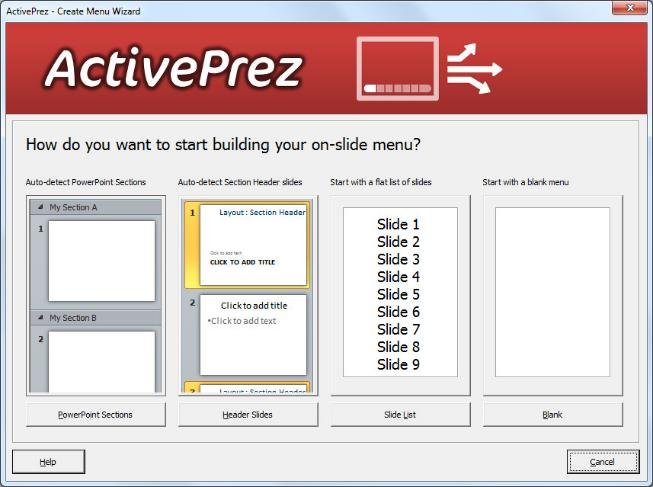 ActivePrez - Create Menu Wizard
ActivePrez
How do you want to start building your on-slide menu?
Auto-detect PowerPoint Sections
Auto-detect Section Header slides
Start with a flat list of slides
Start with a blank menu
My Section A
1
My Section B
2
1
Layout : Section Header
Click to add text
CLICK TO ADD TITLE
2
Click to add title
•Click to add text
3
Layout : Section Header
Slide 1
Slide 2
Slide 3
Slide 4
Slide 5
Slide 6
Slide 7
Slide 8
Slide 9
PowerPoint Sections
Header Slides
Slide List
Blank
Help
Cancel